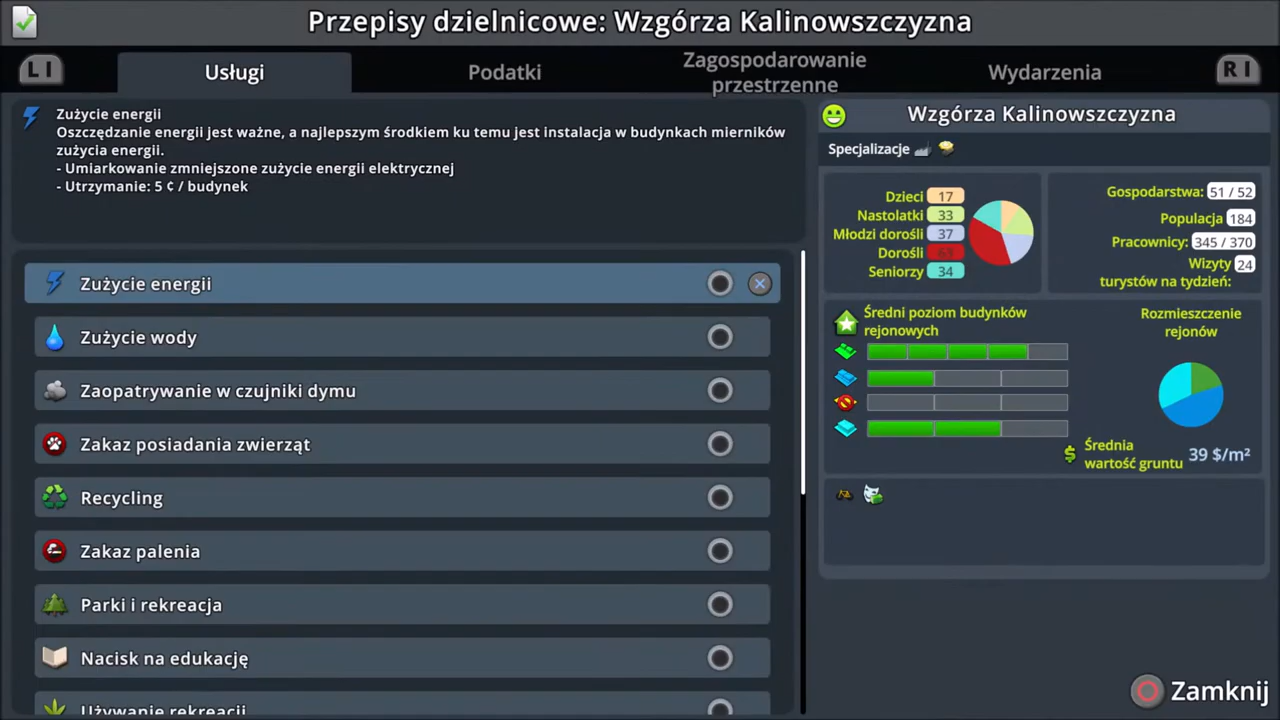 Przepisy dzielnicowe: Wzgórza Kalinowszczyzna
L1
Usługi
Podatki
Zagospodarowanie
przestrzenne
Wydarzenia
R1
Zużycie energii
Oszczędzanie energii jest ważne, a najlepszym środkiem ku temu jest instalacja w budynkach mierników
zużycia energii.
- Umiarkowanie zmniejszone zużycie energii elektrycznej
- Utrzymanie: 5 ¢ / budynek
Zużycie energii
Zużycie wody
Zaopatrywanie w czujniki dymu
Zakaz posiadania zwierząt
Recycling
Zakaz palenia
Parki i rekreacja
Nacisk na edukację
Używanie rekreacji
Wzgórza Kalinowszczyzna
Specjalizacje
Dzieci 17
Nastolatki 33
Młodzi dorośli 37
Dorośli
Seniorzy 34
Gospodarstwa: 51 / 52
Populacja 184
Pracownicy: 345 / 370
Wizyty 24
turystów na tydzień:
Średni poziom budynków
rejonowych
Rozmieszczenie
rejonów
$ Średnia
wartość gruntu 39 $/m²
Zamknij